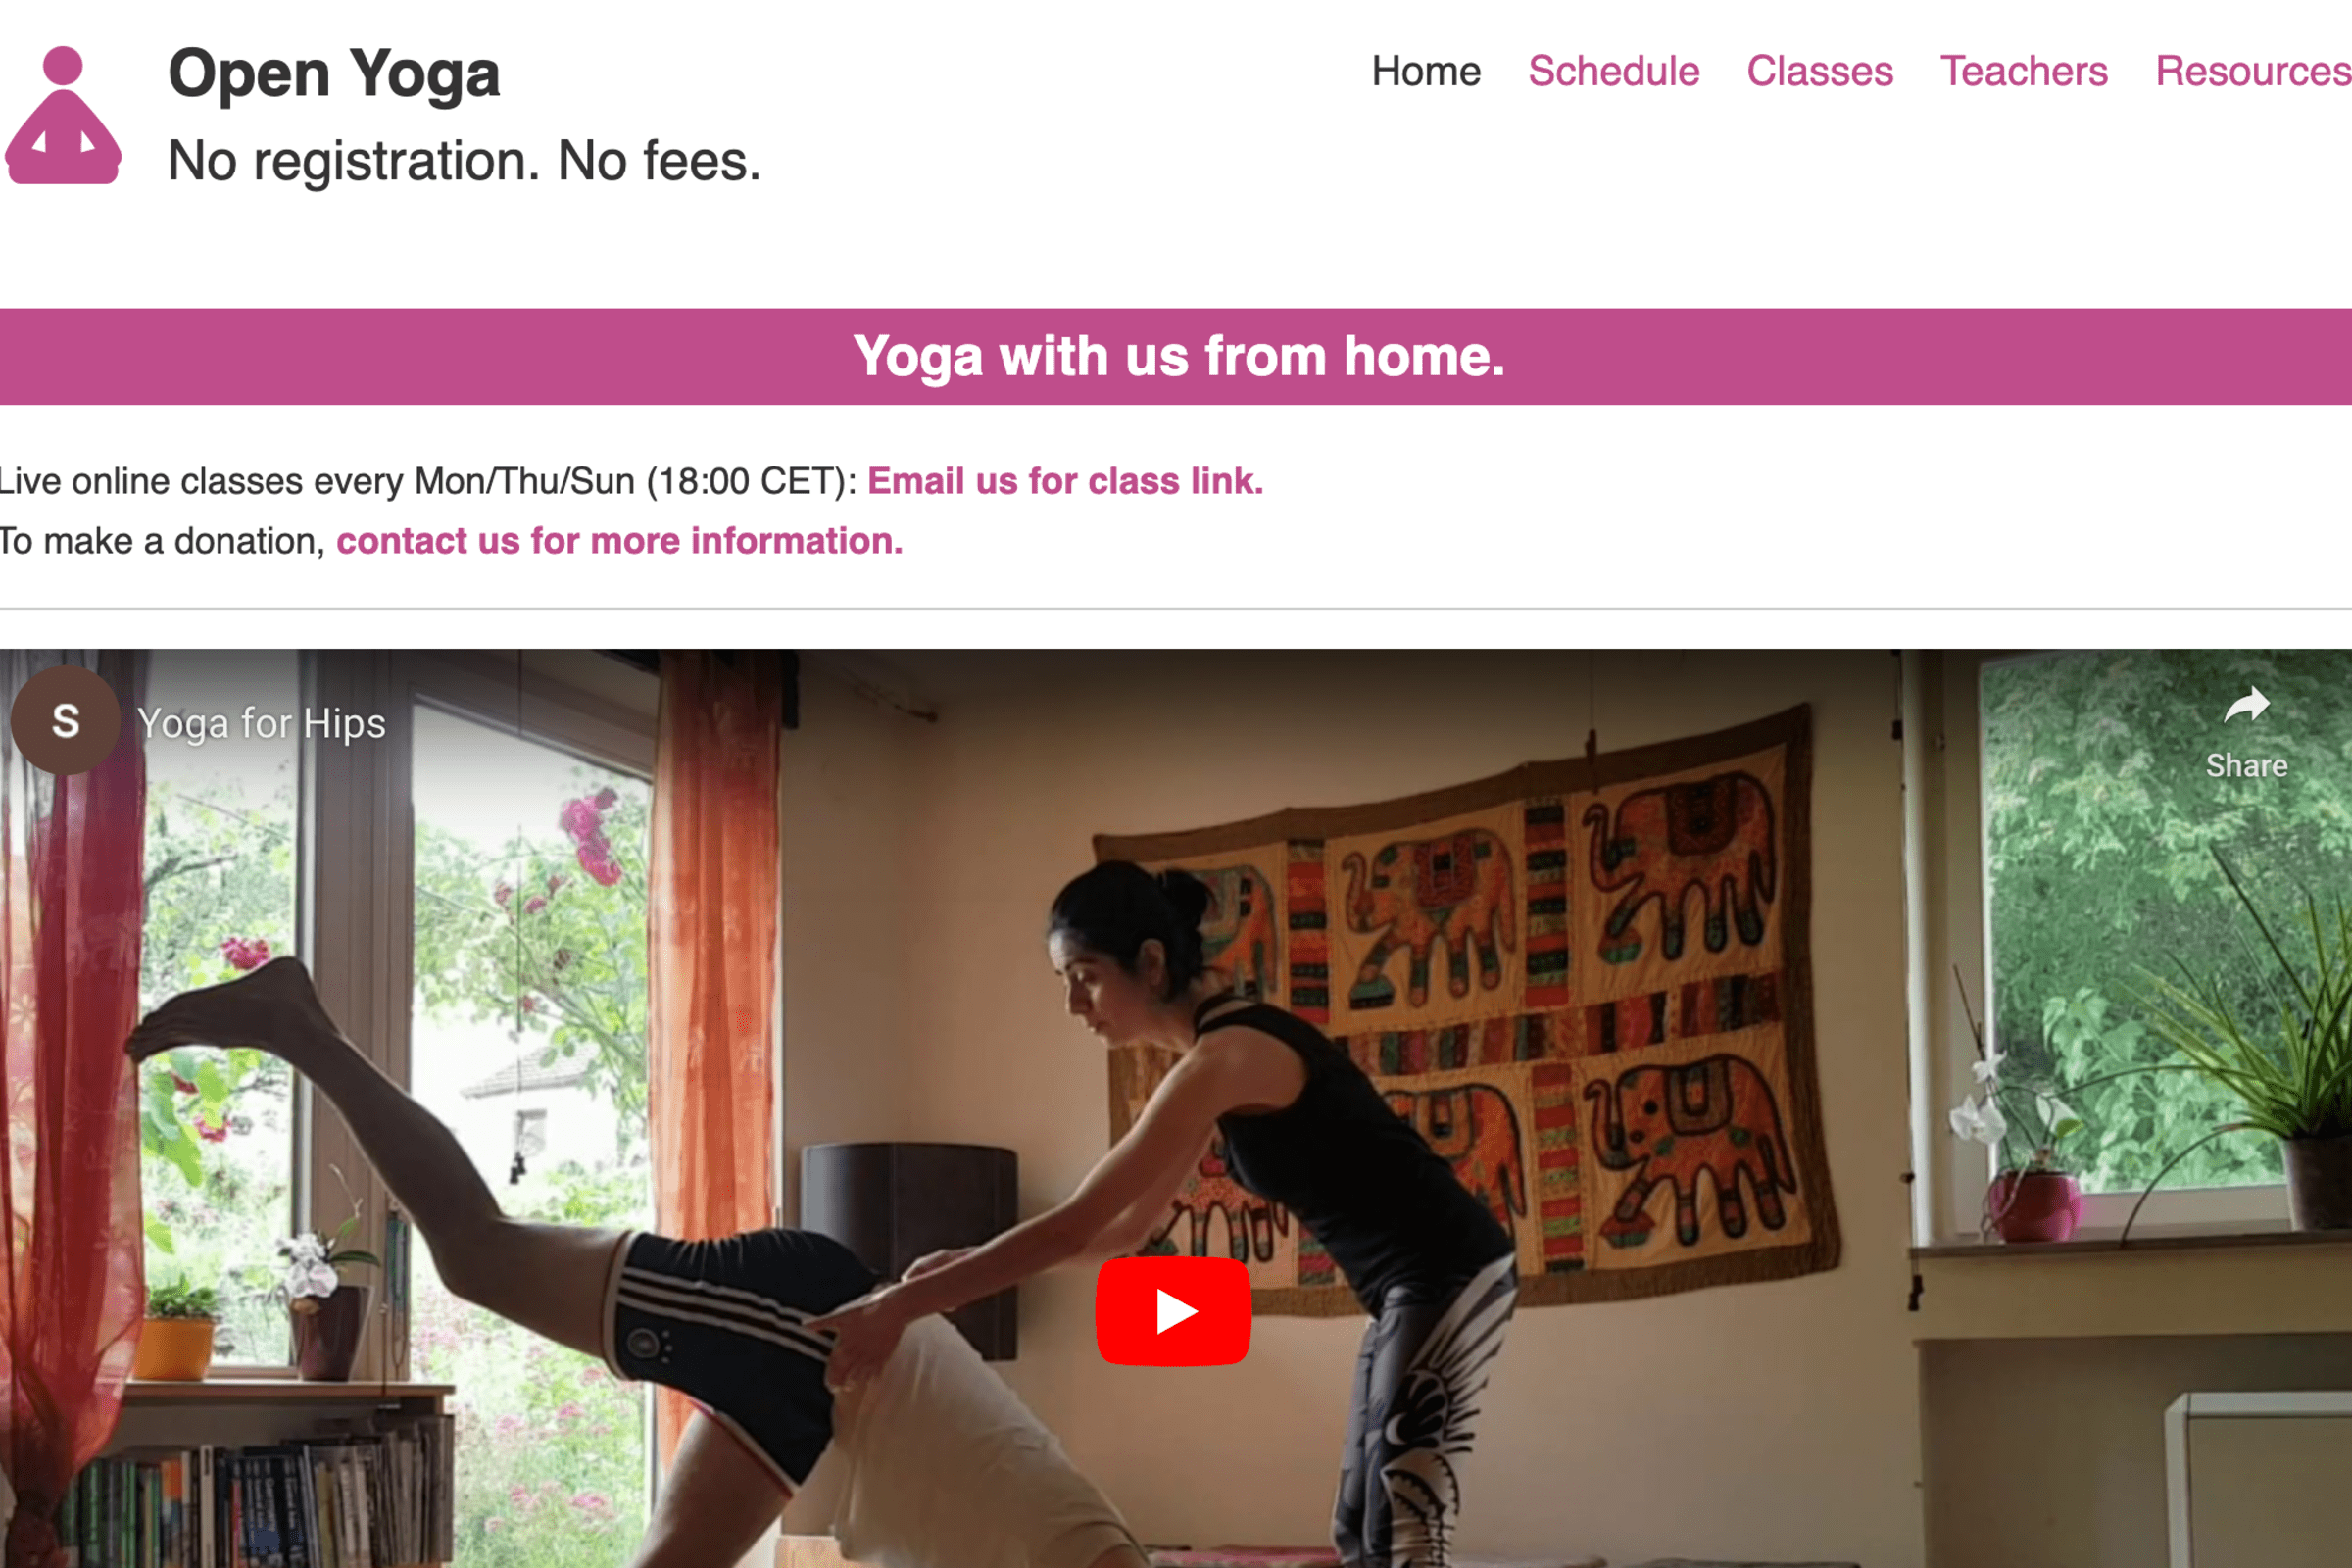 Open Yoga
No registration. No fees.
Home Schedule Classes Teachers Resources
Yoga with us from home.
Live online classes every Mon/Thu/Sun (18:00 CET): Email us for class link.
To make a donation, contact us for more information.
S Yoga for Hips
Share